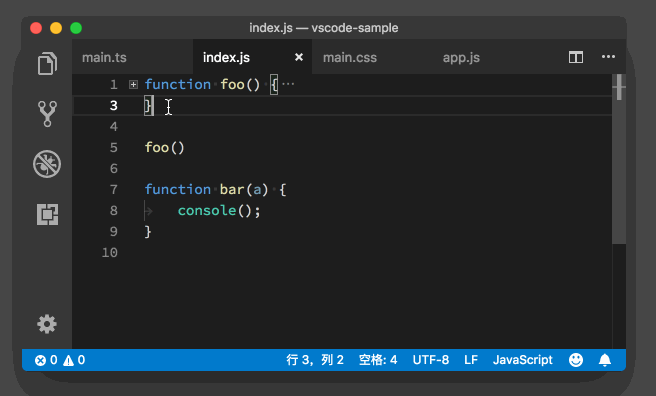 index.js — vscode-sample
main.ts index.js × main.css app.js ···
1 function foo() { ···
3 }
4
5 foo()
6
7 function bar(a) {
8 console();
9 }
10
0 0 行 3，列 2 空格: 4 UTF-8 LF JavaScript